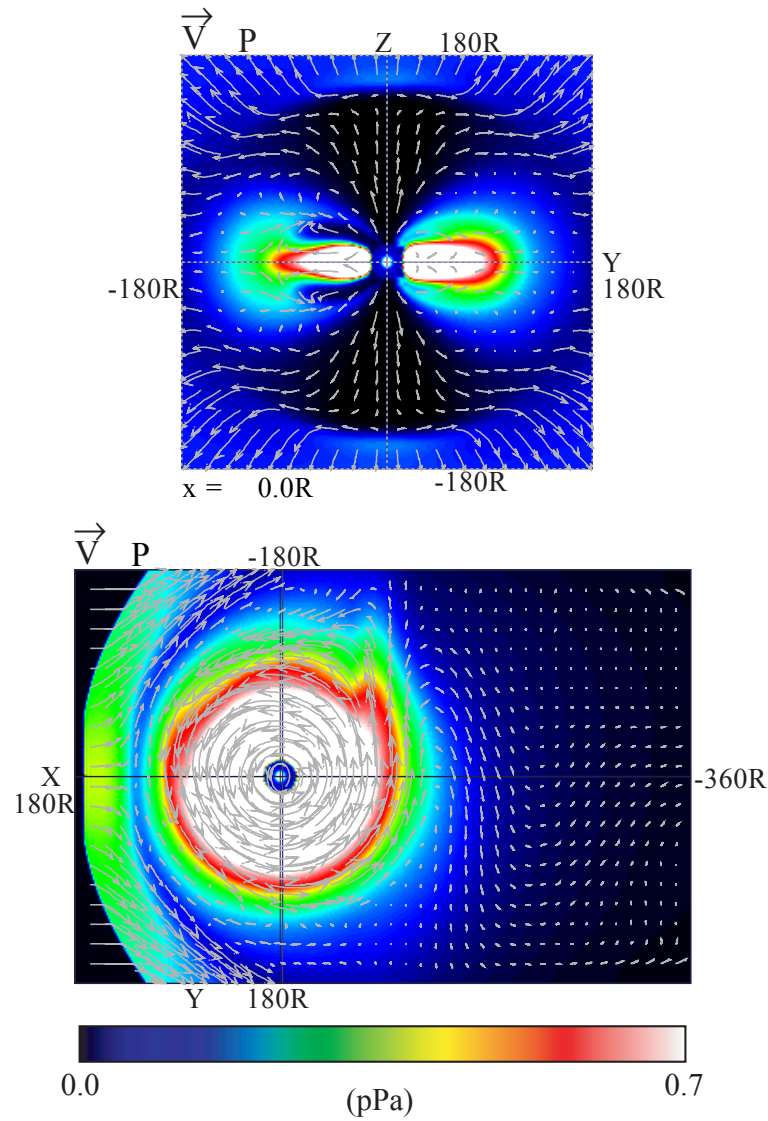 V P Z 180R
-180R Y
180R
x = 0.0R -180R
V P -180R
X
180R -360R
Y 180R
0.0 (pPa) 0.7